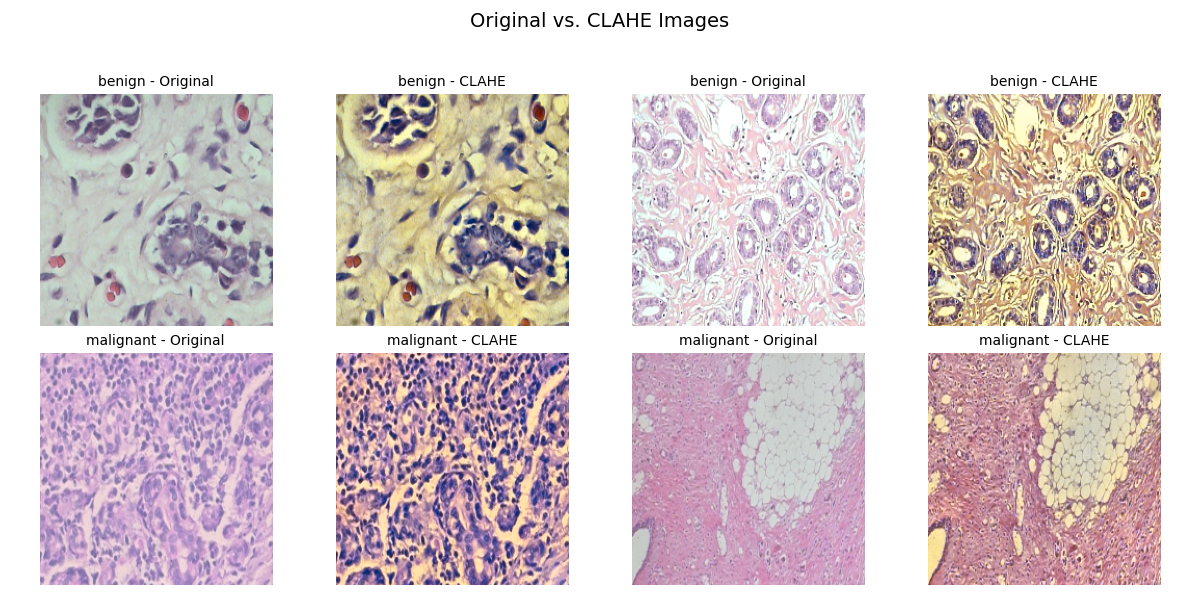 Original vs. CLAHE Images
benign - Original
benign - CLAHE
benign - Original
benign - CLAHE
malignant - Original
malignant - CLAHE
malignant - Original
malignant - CLAHE